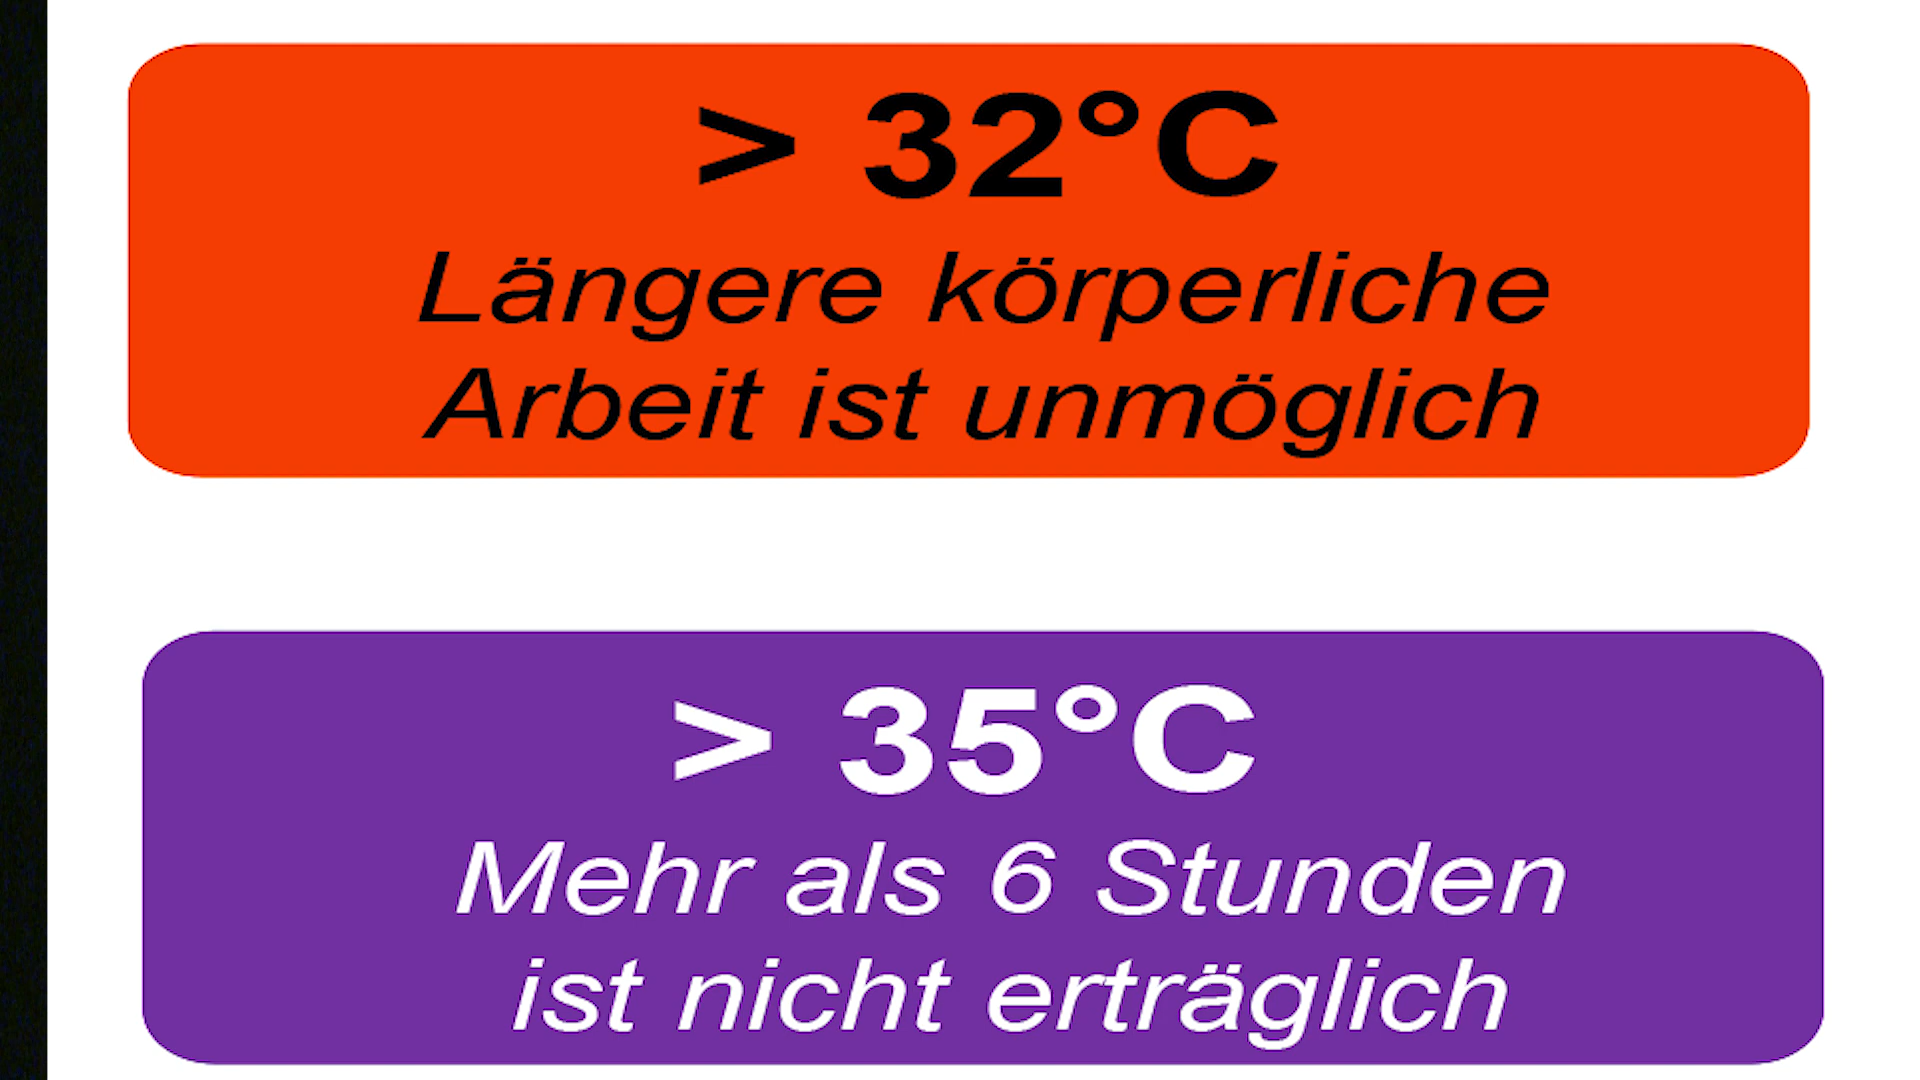 > 32°C
Längere körperliche
Arbeit ist unmöglich
> 35°C
Mehr als 6 Stunden
ist nicht erträglich